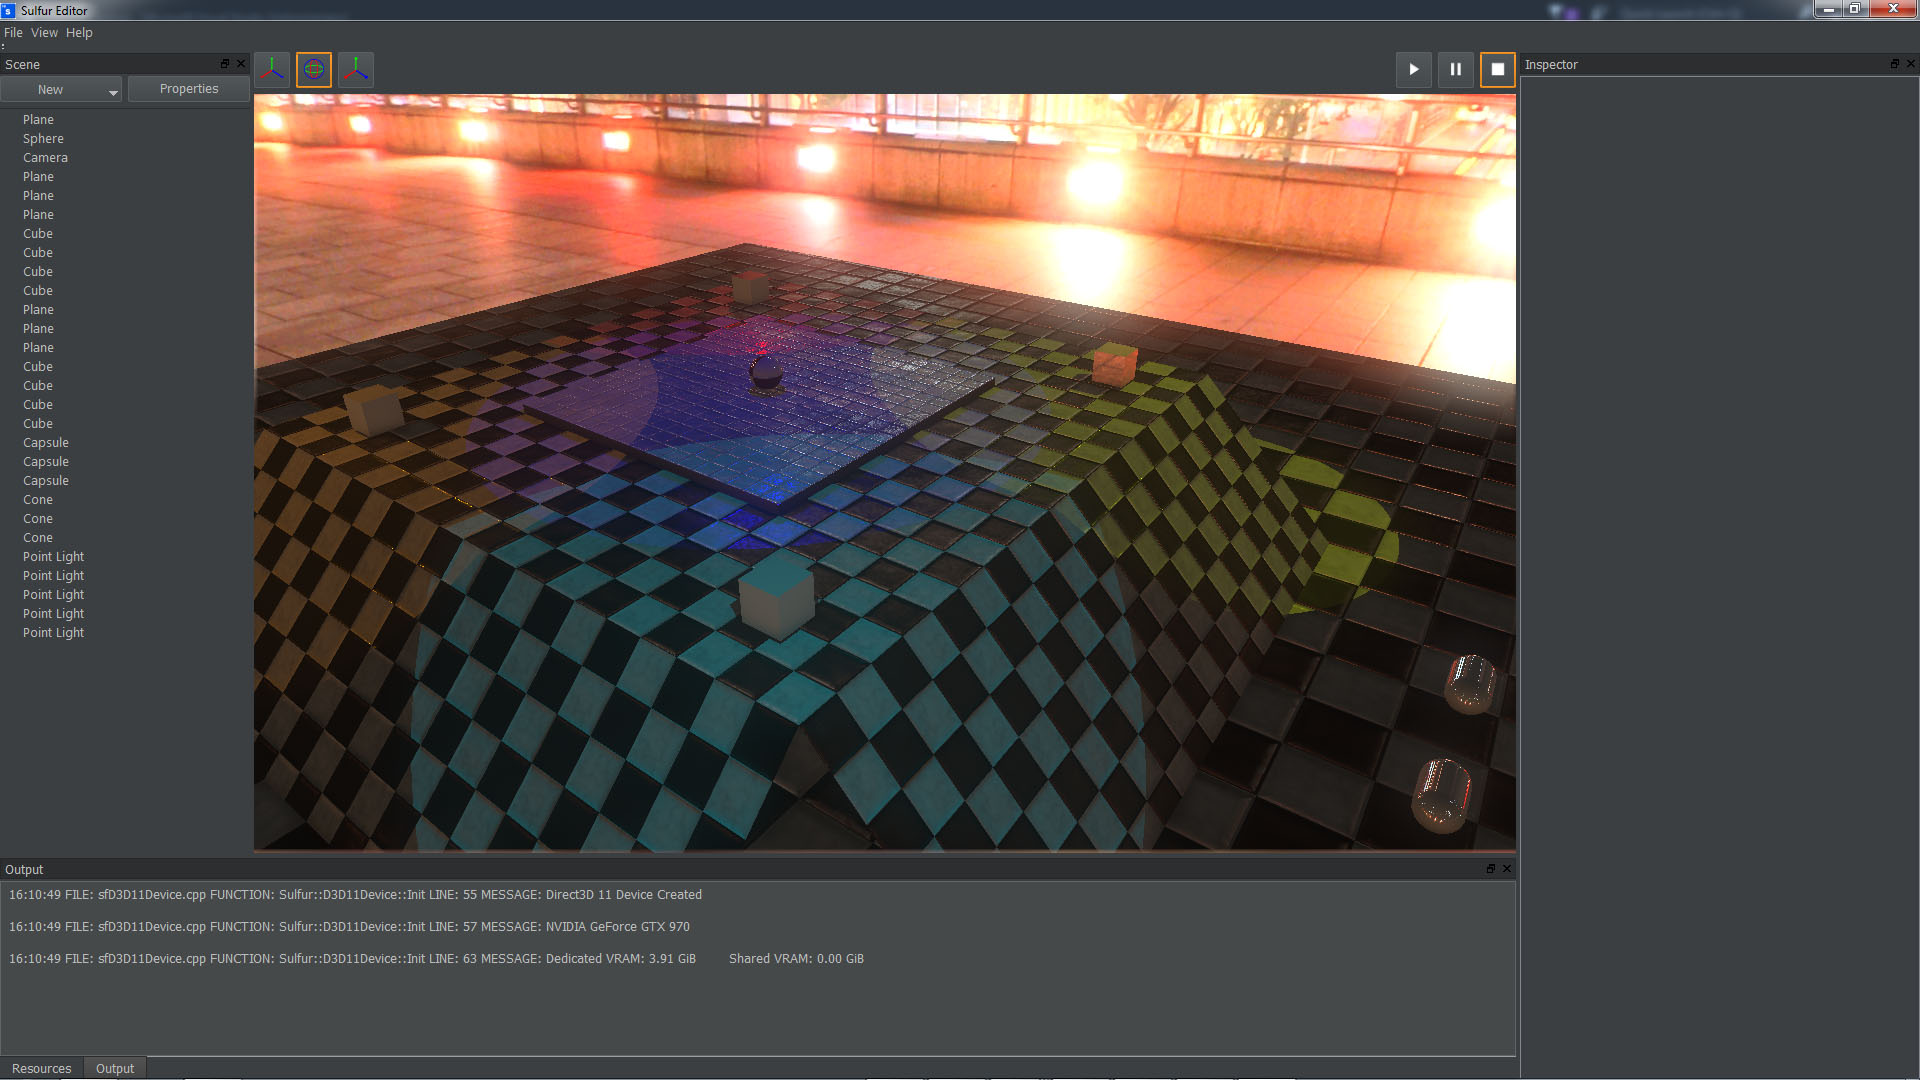 Sulfur Editor
File View Help
Scene
New
Properties
Plane
Sphere
Camera
Plane
Plane
Plane
Cube
Cube
Cube
Cube
Plane
Plane
Plane
Cube
Cube
Cube
Cube
Capsule
Capsule
Capsule
Cone
Cone
Cone
Point Light
Point Light
Point Light
Point Light
Point Light
Inspector
Output
16:10:49 FILE: sfD3D11Device.cpp FUNCTION: Sulfur::D3D11Device::Init LINE: 55 MESSAGE: Direct3D 11 Device Created
16:10:49 FILE: sfD3D11Device.cpp FUNCTION: Sulfur::D3D11Device::Init LINE: 57 MESSAGE: NVIDIA GeForce GTX 970
16:10:49 FILE: sfD3D11Device.cpp FUNCTION: Sulfur::D3D11Device::Init LINE: 63 MESSAGE: Dedicated VRAM: 3.91 GiB Shared VRAM: 0.00 GiB
Resources Output